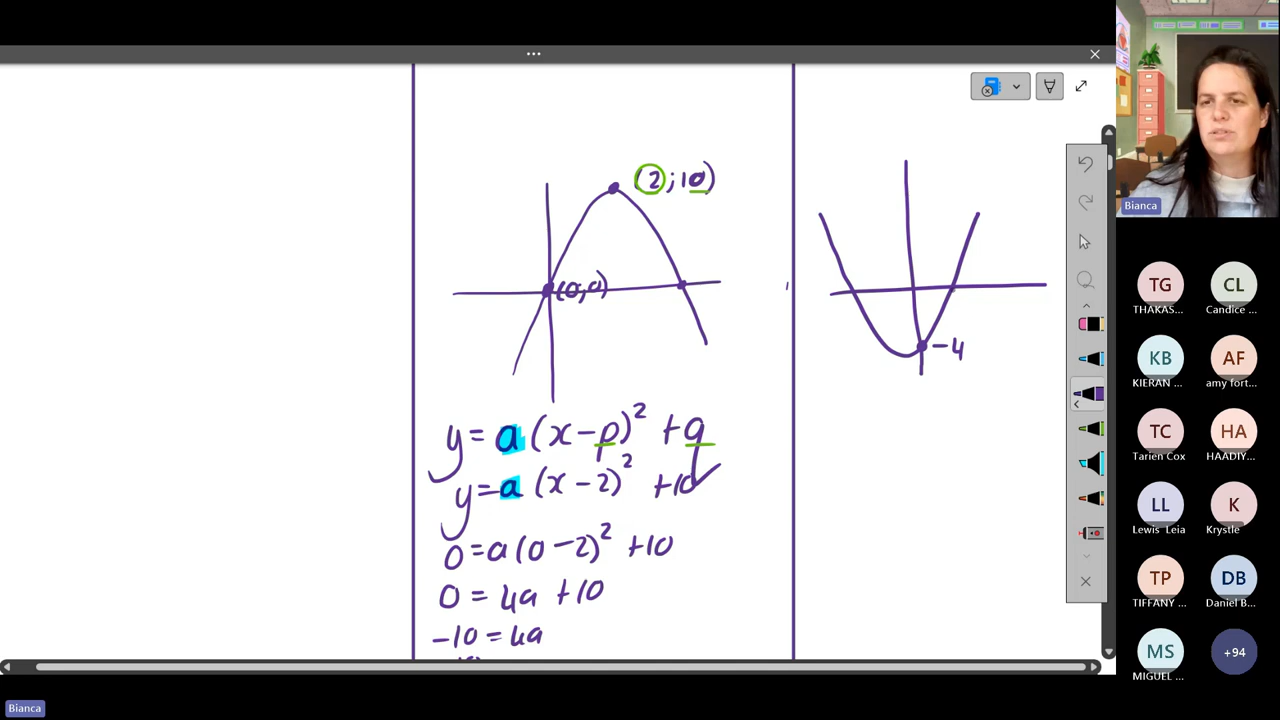 (2;10)
(0,0)
-4
y = a(x-p)² + q
y = a(x-2)² + 10
0 = a(0-2)² + 10
0 = 4a + 10
-10 = 4a
Bianca
TG
THAKAS...
CL
Candice ...
KB
KIERAN ...
AF
amy fort...
TC
Tarien Cox
HA
HAADIY...
LL
Lewis Leia
K
Krystle
TP
TIFFANY ...
DB
Daniel B...
MS
MIGUEL ...
+94
Bianca